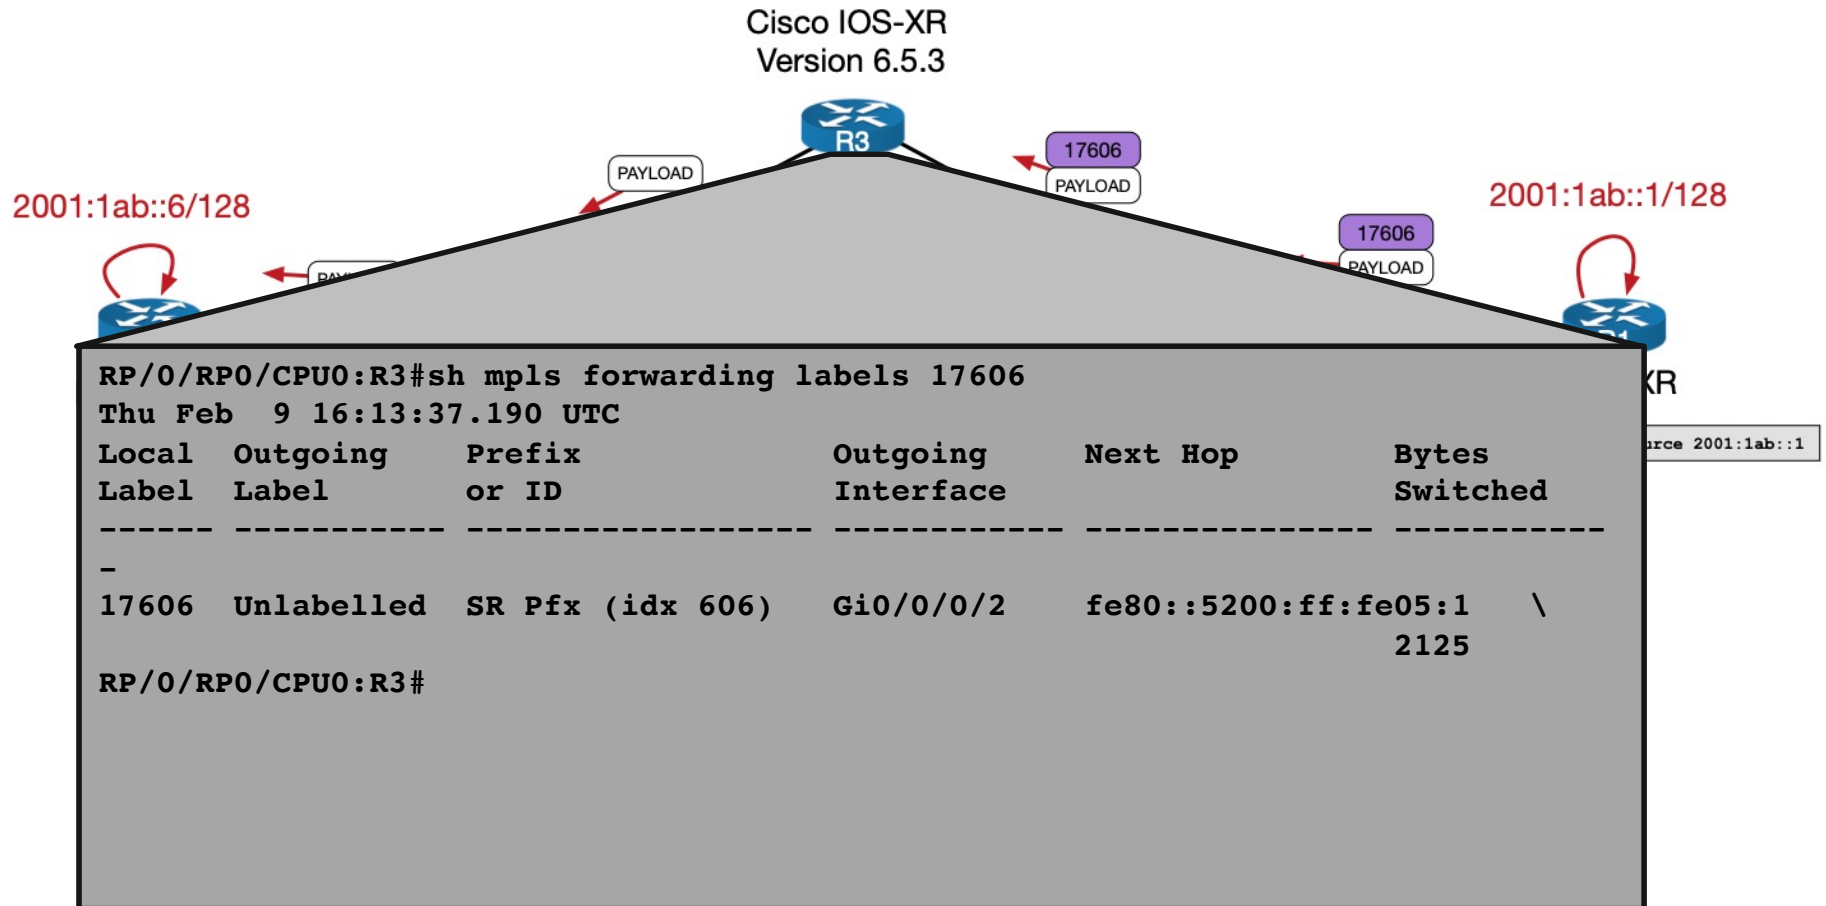 Cisco IOS-XR
Version 6.5.3
R3
17606
PAYLOAD
PAYLOAD
2001:1ab::6/128
2001:1ab::1/128
17606
PAYLOAD
RP/0/RP0/CPU0:R3#sh mpls forwarding labels 17606
Thu Feb  9 16:13:37.190 UTC
XR
Local  Outgoing    Prefix             Outgoing     Next Hop        Bytes
urce 2001:1ab::1
Label  Label       or ID              Interface                    Switched
------ ----------- ------------------ ------------ --------------- -----------
-
17606  Unlabelled  SR Pfx (idx 606)   Gi0/0/0/2    fe80::5200:ff:fe05:1   \
2125
RP/0/RP0/CPU0:R3#